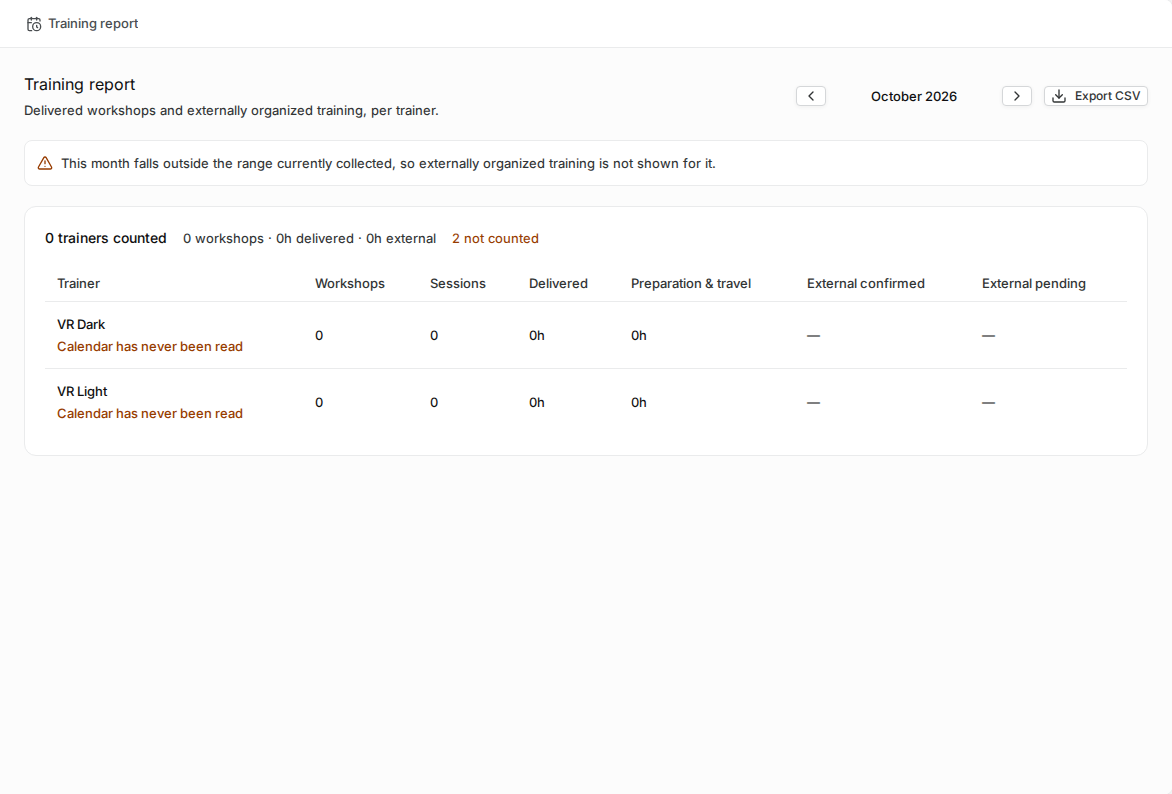 Training report
Training report
Delivered workshops and externally organized training, per trainer.
October 2026
Export CSV
This month falls outside the range currently collected, so externally organized training is not shown for it.
0 trainers counted 0 workshops · 0h delivered · 0h external 2 not counted
Trainer Workshops Sessions Delivered Preparation & travel External confirmed External pending
VR Dark
Calendar has never been read
0 0 0h 0h — —
VR Light
Calendar has never been read
0 0 0h 0h — —